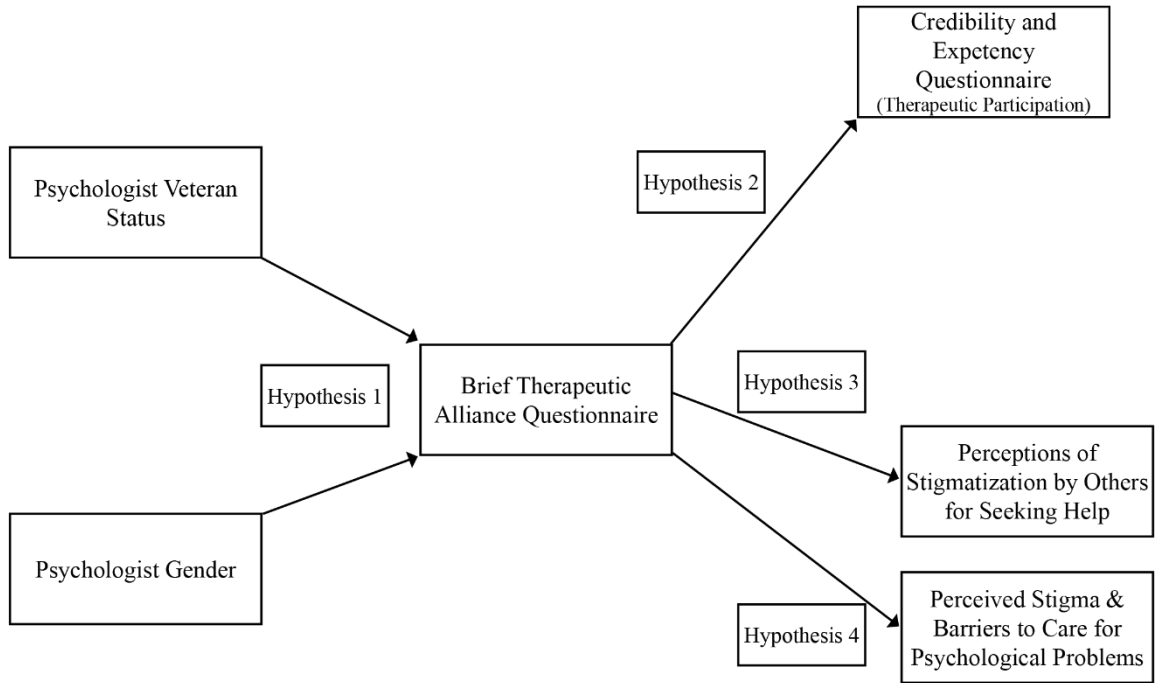 Credibility and
Expetency
Questionnaire
(Therapeutic Participation)
Psychologist Veteran
Status
Hypothesis 2
Hypothesis 1
Brief Therapeutic
Alliance Questionnaire
Hypothesis 3
Perceptions of
Stigmatization by Others
for Seeking Help
Psychologist Gender
Hypothesis 4
Perceived Stigma &
Barriers to Care for
Psychological Problems